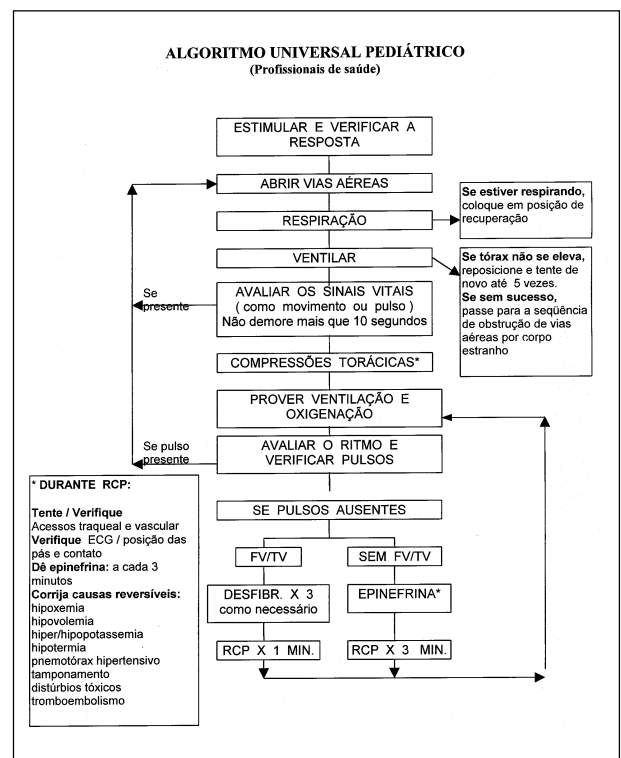 ALGORITMO UNIVERSAL PEDIÁTRICO
(Profissionais de saúde)
ESTIMULAR E VERIFICAR A
RESPOSTA
ABRIR VIAS AÉREAS
RESPIRAÇÃO
Se estiver respirando,
coloque em posição de
recuperação
VENTILAR
Se tórax não se eleva,
reposicione e tente de
novo até 5 vezes.
Se sem sucesso,
passe para a seqüência
de obstrução de vias
aéreas por corpo
estranho
Se
presente
AVALIAR OS SINAIS VITAIS
( como movimento ou pulso )
Não demore mais que 10 segundos
COMPRESSÕES TORÁCICAS*
PROVER VENTILAÇÃO E
OXIGENAÇÃO
Se pulso
presente
AVALIAR O RITMO E
VERIFICAR PULSOS
* DURANTE RCP:
Tente / Verifique
Acessos traqueal e vascular
Verifique ECG / posição das
pás e contato
Dê epinefrina: a cada 3
minutos
Corrija causas reversíveis:
hipoxemia
hipovolemia
hiper/hipopotassemia
hipotermia
pnemotórax hipertensivo
tamponamento
distúrbios tóxicos
tromboembolismo
SE PULSOS AUSENTES
FV/TV
SEM FV/TV
DESFIBR. X 3
como necessário
EPINEFRINA*
RCP X 1 MIN.
RCP X 3 MIN.